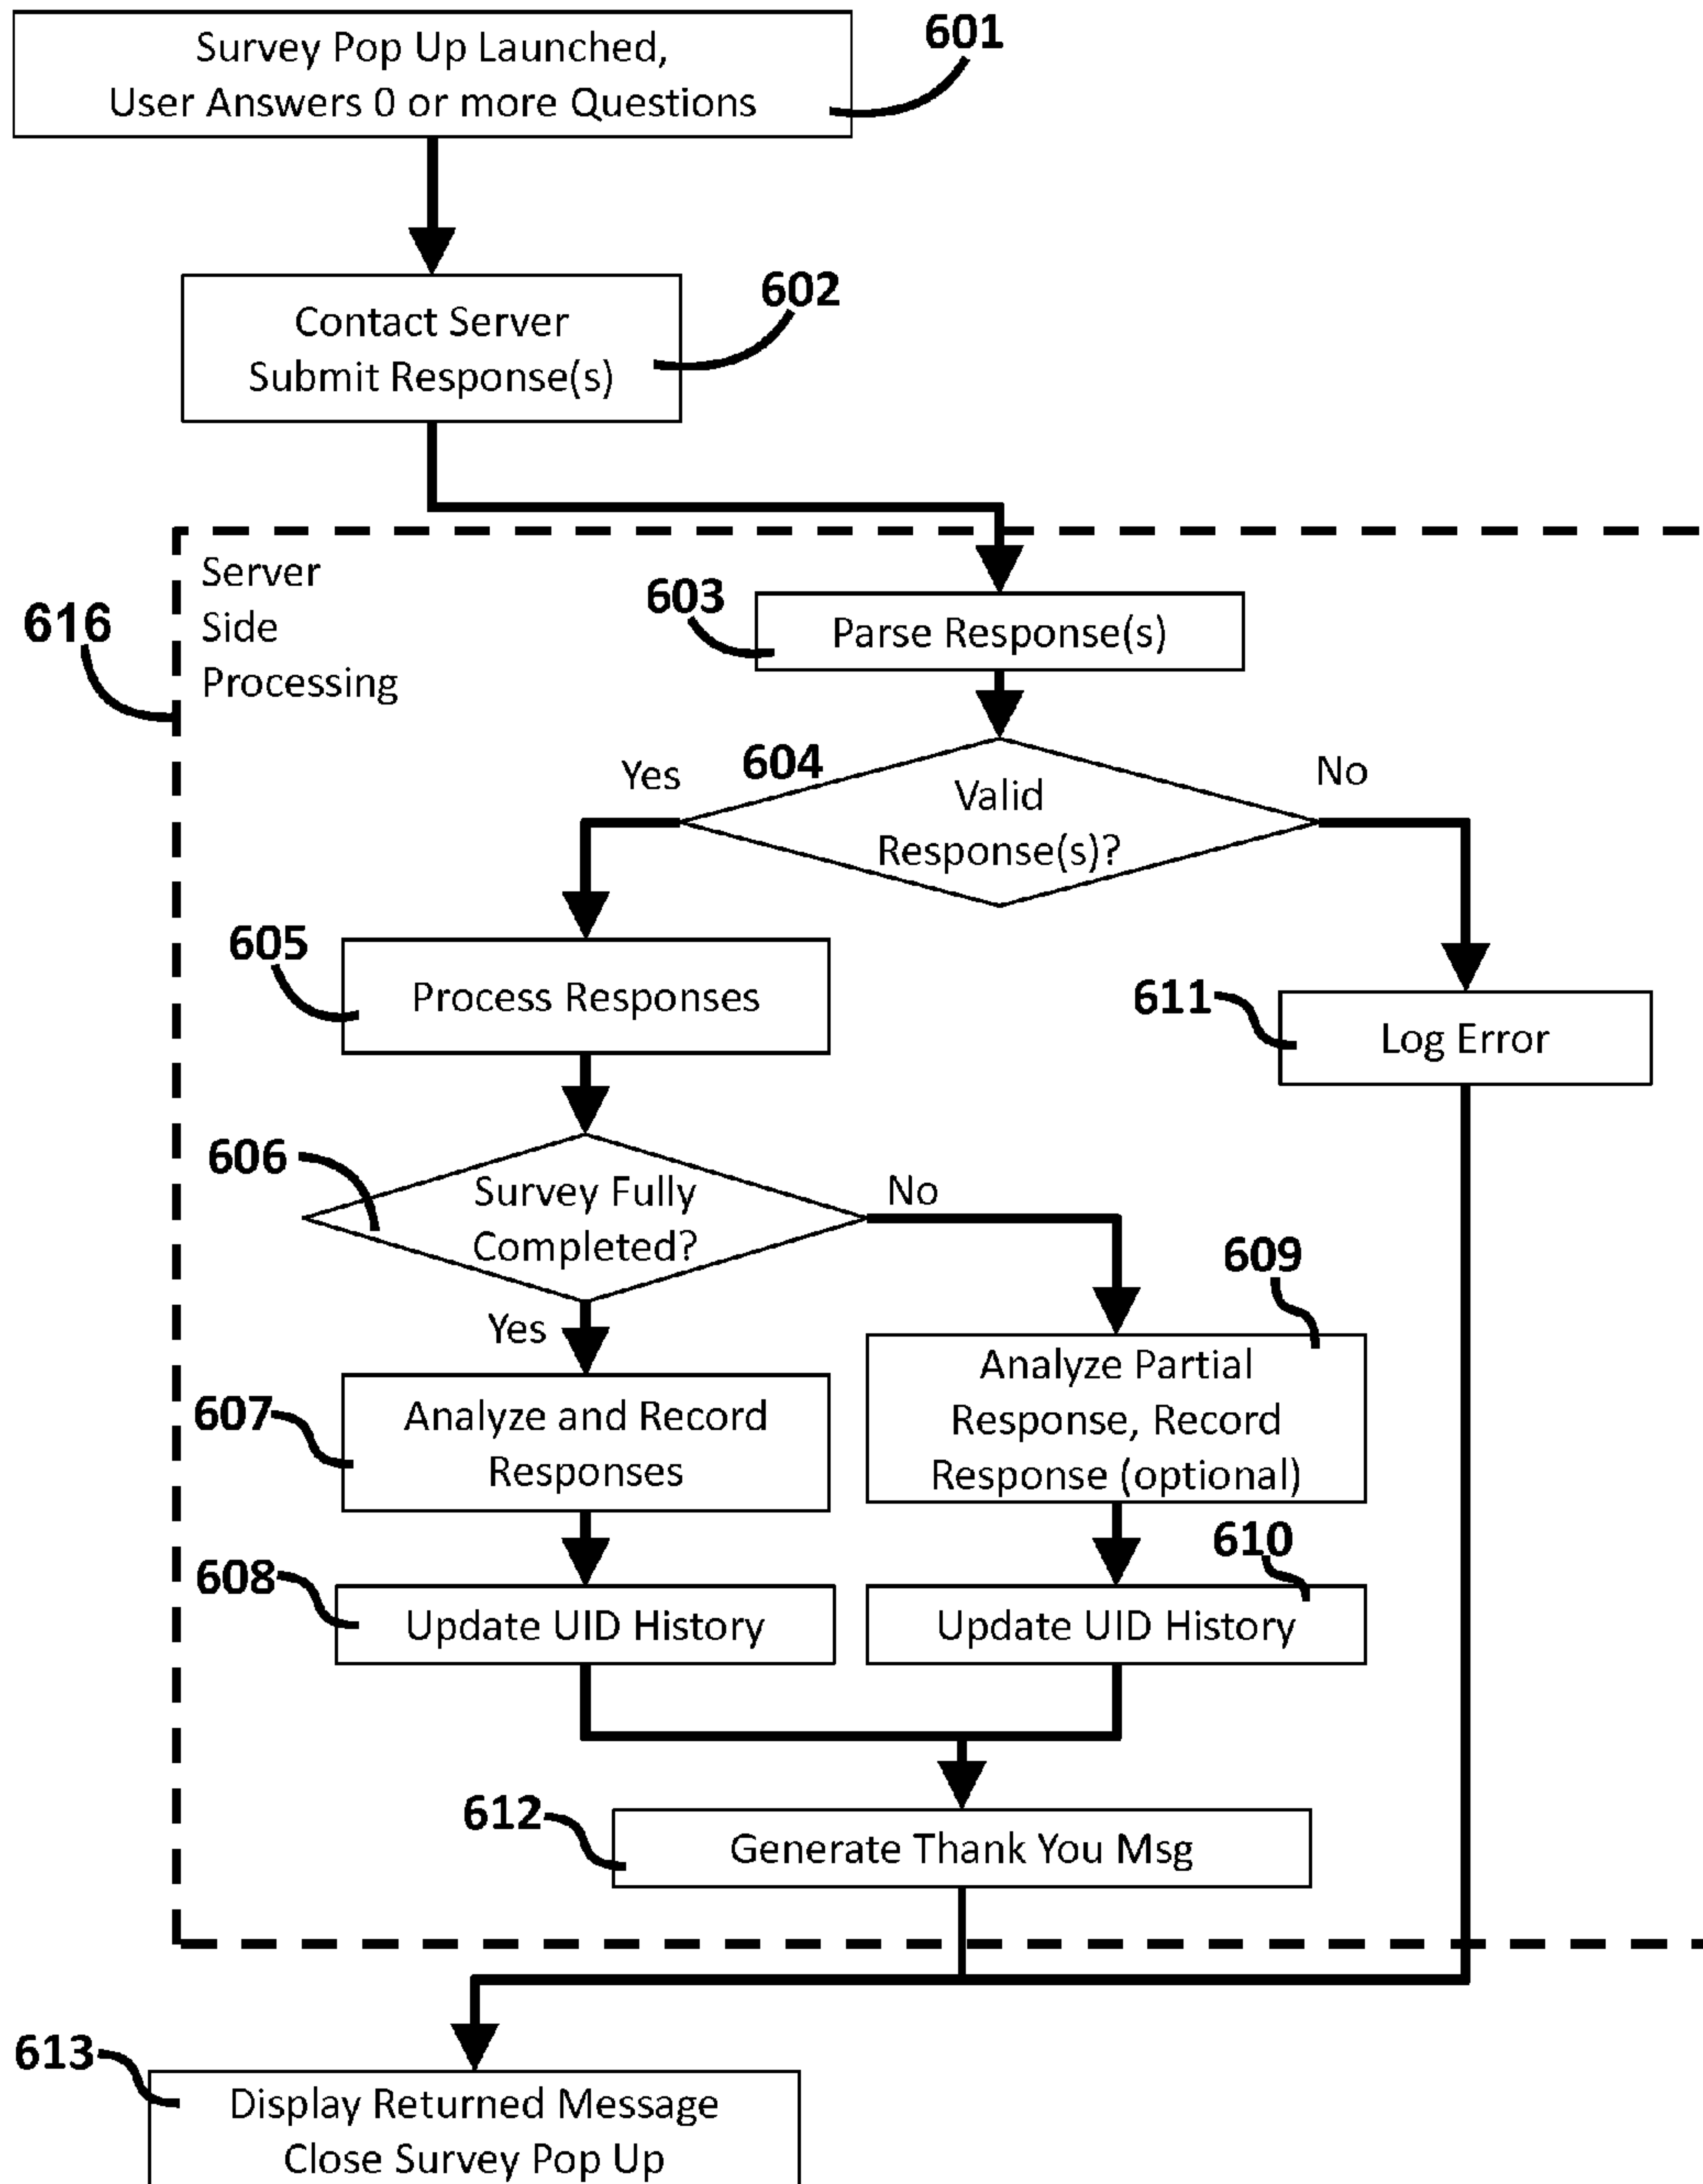 601
Survey Pop Up Launched,
User Answers 0 or more Questions
602
Contact Server
Submit Response(s)
616
Server
Side
Processing
603
Parse Response(s)
604
Yes
No
Valid
Response(s)?
605
Process Responses
611
Log Error
606
Survey Fully
Completed?
No
Yes
609
Analyze Partial
Response, Record
Response (optional)
607
Analyze and Record
Responses
608
Update UID History
610
Update UID History
612
Generate Thank You Msg
613
Display Returned Message
Close Survey Pop Up